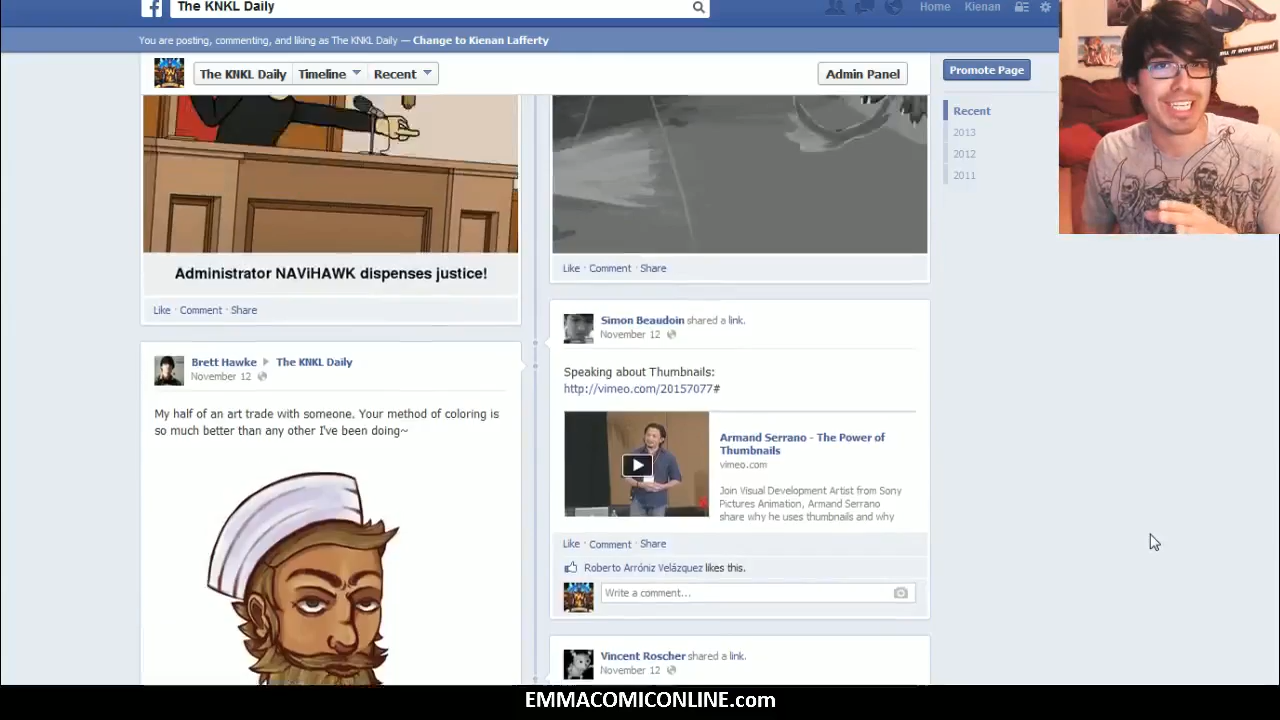 The KNKL Daily
Home
Kienan
You are posting, commenting, and liking as The KNKL Daily — Change to Kienan Lafferty
The KNKL Daily
Timeline
Recent
Admin Panel
Promote Page
Recent
2013
2012
2011
Administrator NAViHAWK dispenses justice!
Like · Comment · Share
Brett Hawke
The KNKL Daily
November 12
My half of an art trade with someone. Your method of coloring is
so much better than any other I've been doing~
Like · Comment · Share
Simon Beaudoin shared a link.
November 12
Speaking about Thumbnails:
http://vimeo.com/20157077#
Armand Serrano - The Power of
Thumbnails
vimeo.com
Join Visual Development Artist from Sony
Pictures Animation, Armand Serrano
share why he uses thumbnails and why
Like · Comment · Share
Roberto Arróniz Velázquez likes this.
Write a comment...
Vincent Roscher shared a link.
November 12
EMMACOMICONLINE.com